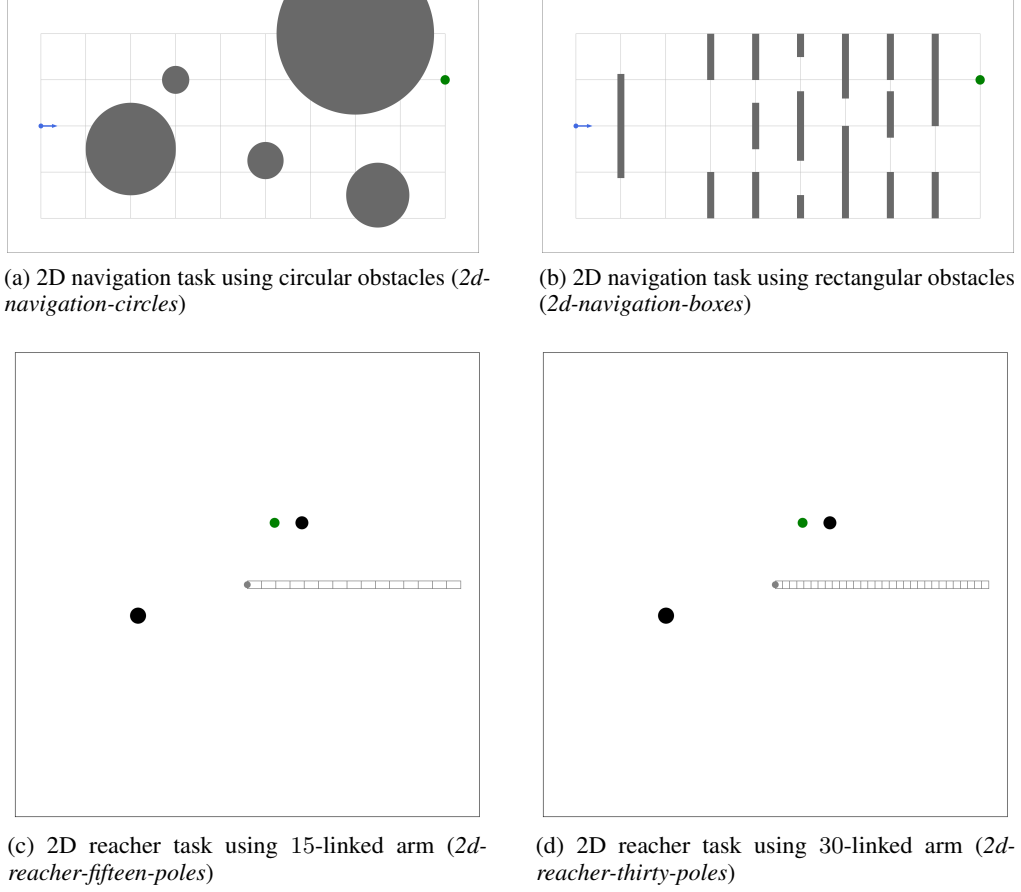 (a) 2D navigation task using circular obstacles (2d-
navigation-circles)
(b) 2D navigation task using rectangular obstacles
(2d-navigation-boxes)
(c) 2D reacher task using 15-linked arm (2d-
reacher-fifteen-poles)
(d) 2D reacher task using 30-linked arm (2d-
reacher-thirty-poles)